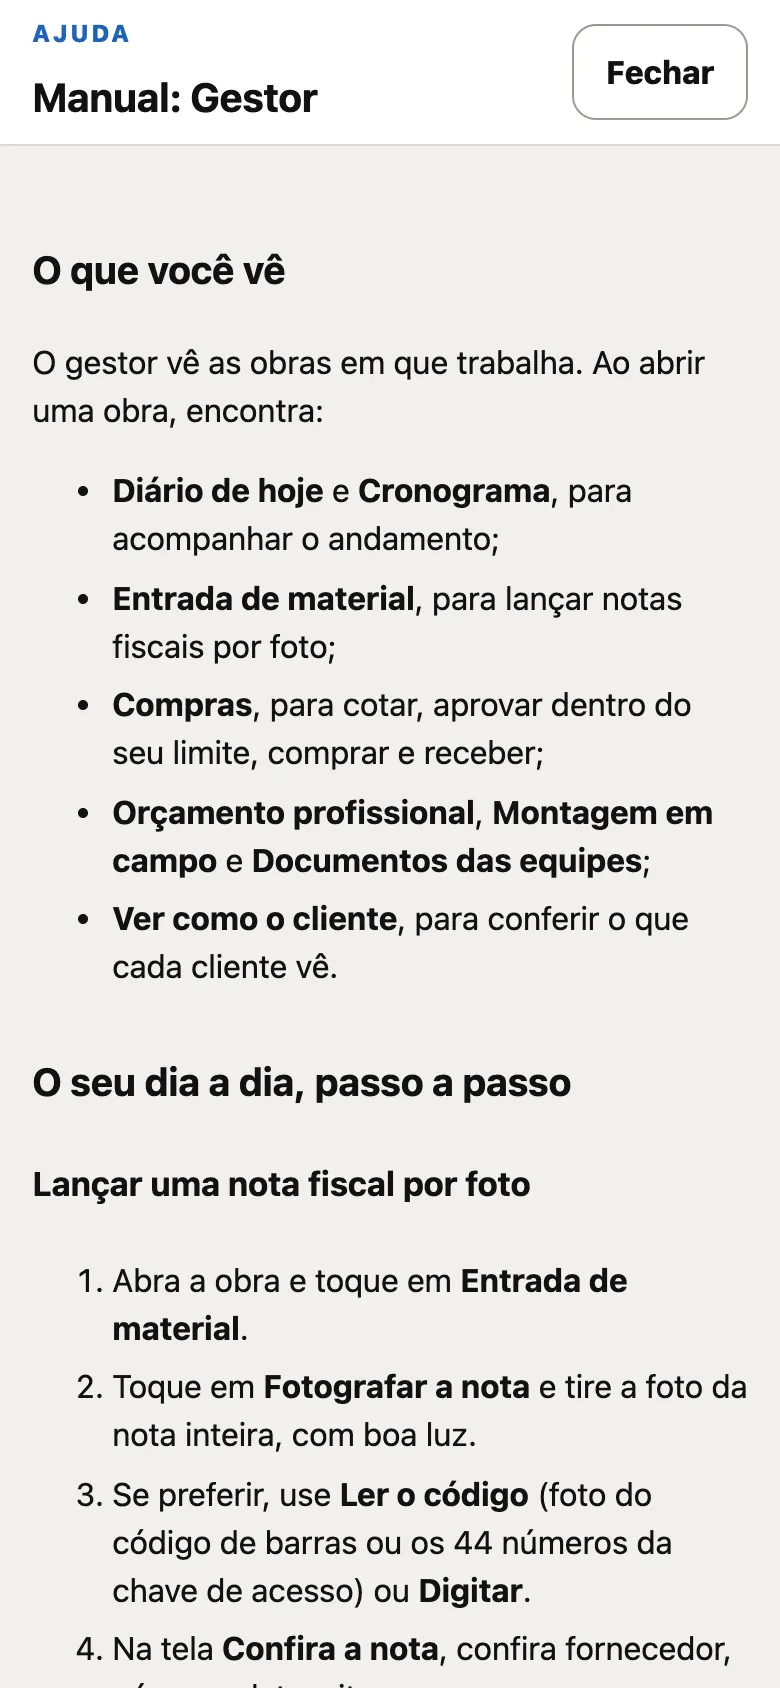 AJUDA
Manual: Gestor
Fechar
O que você vê
O gestor vê as obras em que trabalha. Ao abrir
uma obra, encontra:
• Diário de hoje e Cronograma, para
acompanhar o andamento;
• Entrada de material, para lançar notas
fiscais por foto;
• Compras, para cotar, aprovar dentro do
seu limite, comprar e receber;
• Orçamento profissional, Montagem em
campo e Documentos das equipes;
• Ver como o cliente, para conferir o que
cada cliente vê.
O seu dia a dia, passo a passo
Lançar uma nota fiscal por foto
1. Abra a obra e toque em Entrada de
material.
2. Toque em Fotografar a nota e tire a foto da
nota inteira, com boa luz.
3. Se preferir, use Ler o código (foto do
código de barras ou os 44 números da
chave de acesso) ou Digitar.
4. Na tela Confira a nota, confira fornecedor,